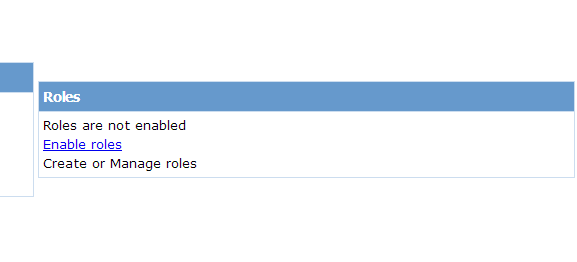 Roles
Roles are not enabled
Enable roles
Create or Manage roles